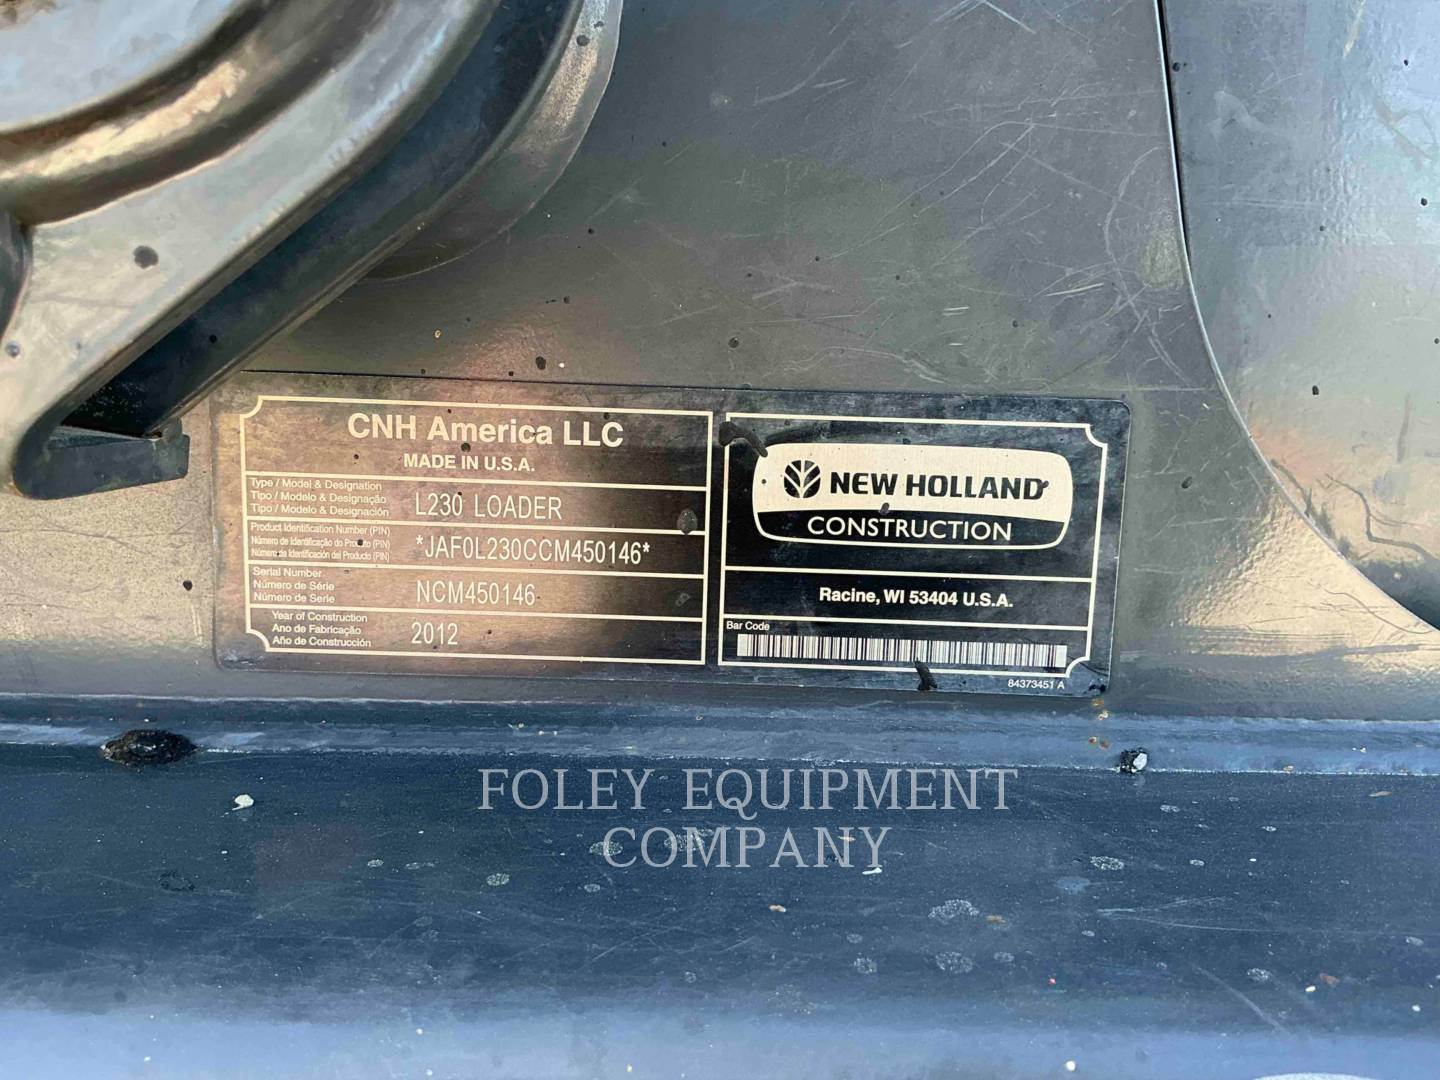 CNH America LLC
MADE IN U.S.A.
Type / Model & Designation
Tipo / Modelo & Designação
Tipo / Modelo & Designación
L230 LOADER
Product Identification Number (PIN)
Número de Identificação do Produto (PIN)
Número de Identificación del Producto (PIN)
*JAF0L230CCM450146*
Serial Number
Número de Série
Número de Serie
NCM450146
Year of Construction
Ano de Fabricação
Año de Construcción
2012
NEW HOLLAND
CONSTRUCTION
Racine, WI 53404 U.S.A.
Bar Code
84373451 A
FOLEY EQUIPMENT
COMPANY